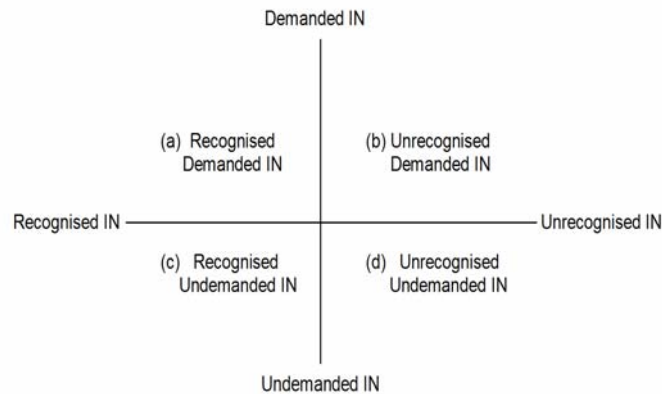 Demanded IN
(a) Recognised
Demanded IN
(b) Unrecognised
Demanded IN
Recognised IN
Unrecognised IN
(c) Recognised
Undemanded IN
(d) Unrecognised
Undemanded IN
Undemanded IN